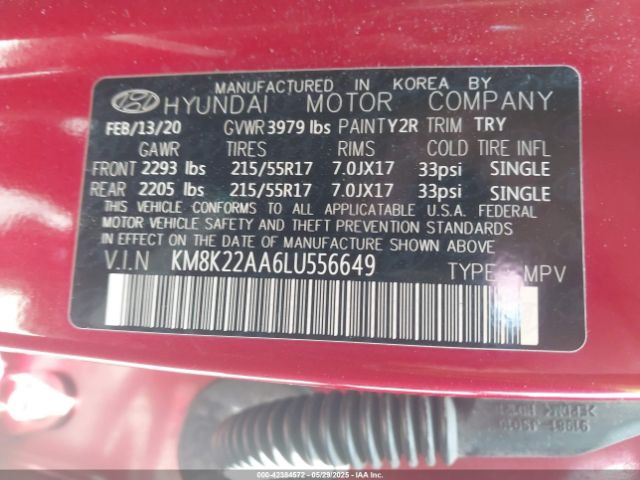 MANUFACTURED IN KOREA BY
HYUNDAI MOTOR COMPANY
FEB/13/20 GVWR 3979 lbs PAINT Y2R TRIM TRY
GAWR TIRES RIMS COLD TIRE INFL
FRONT 2293 lbs 215/55R17 7.0JX17 33psi SINGLE
REAR 2205 lbs 215/55R17 7.0JX17 33psi SINGLE
THIS VEHICLE CONFORMS TO ALL APPLICATABLE U.S.A. FEDERAL
MOTOR VEHICLE SAFETY AND THEFT PREVENTION STANDARDS
IN EFFECT ON THE DATE OF MANUFACTURE SHOWN ABOVE.
V.I.N KM8K22AA6LU556649 TYPE : MPV
00-42384572 05/29/2025 IAA Inc.